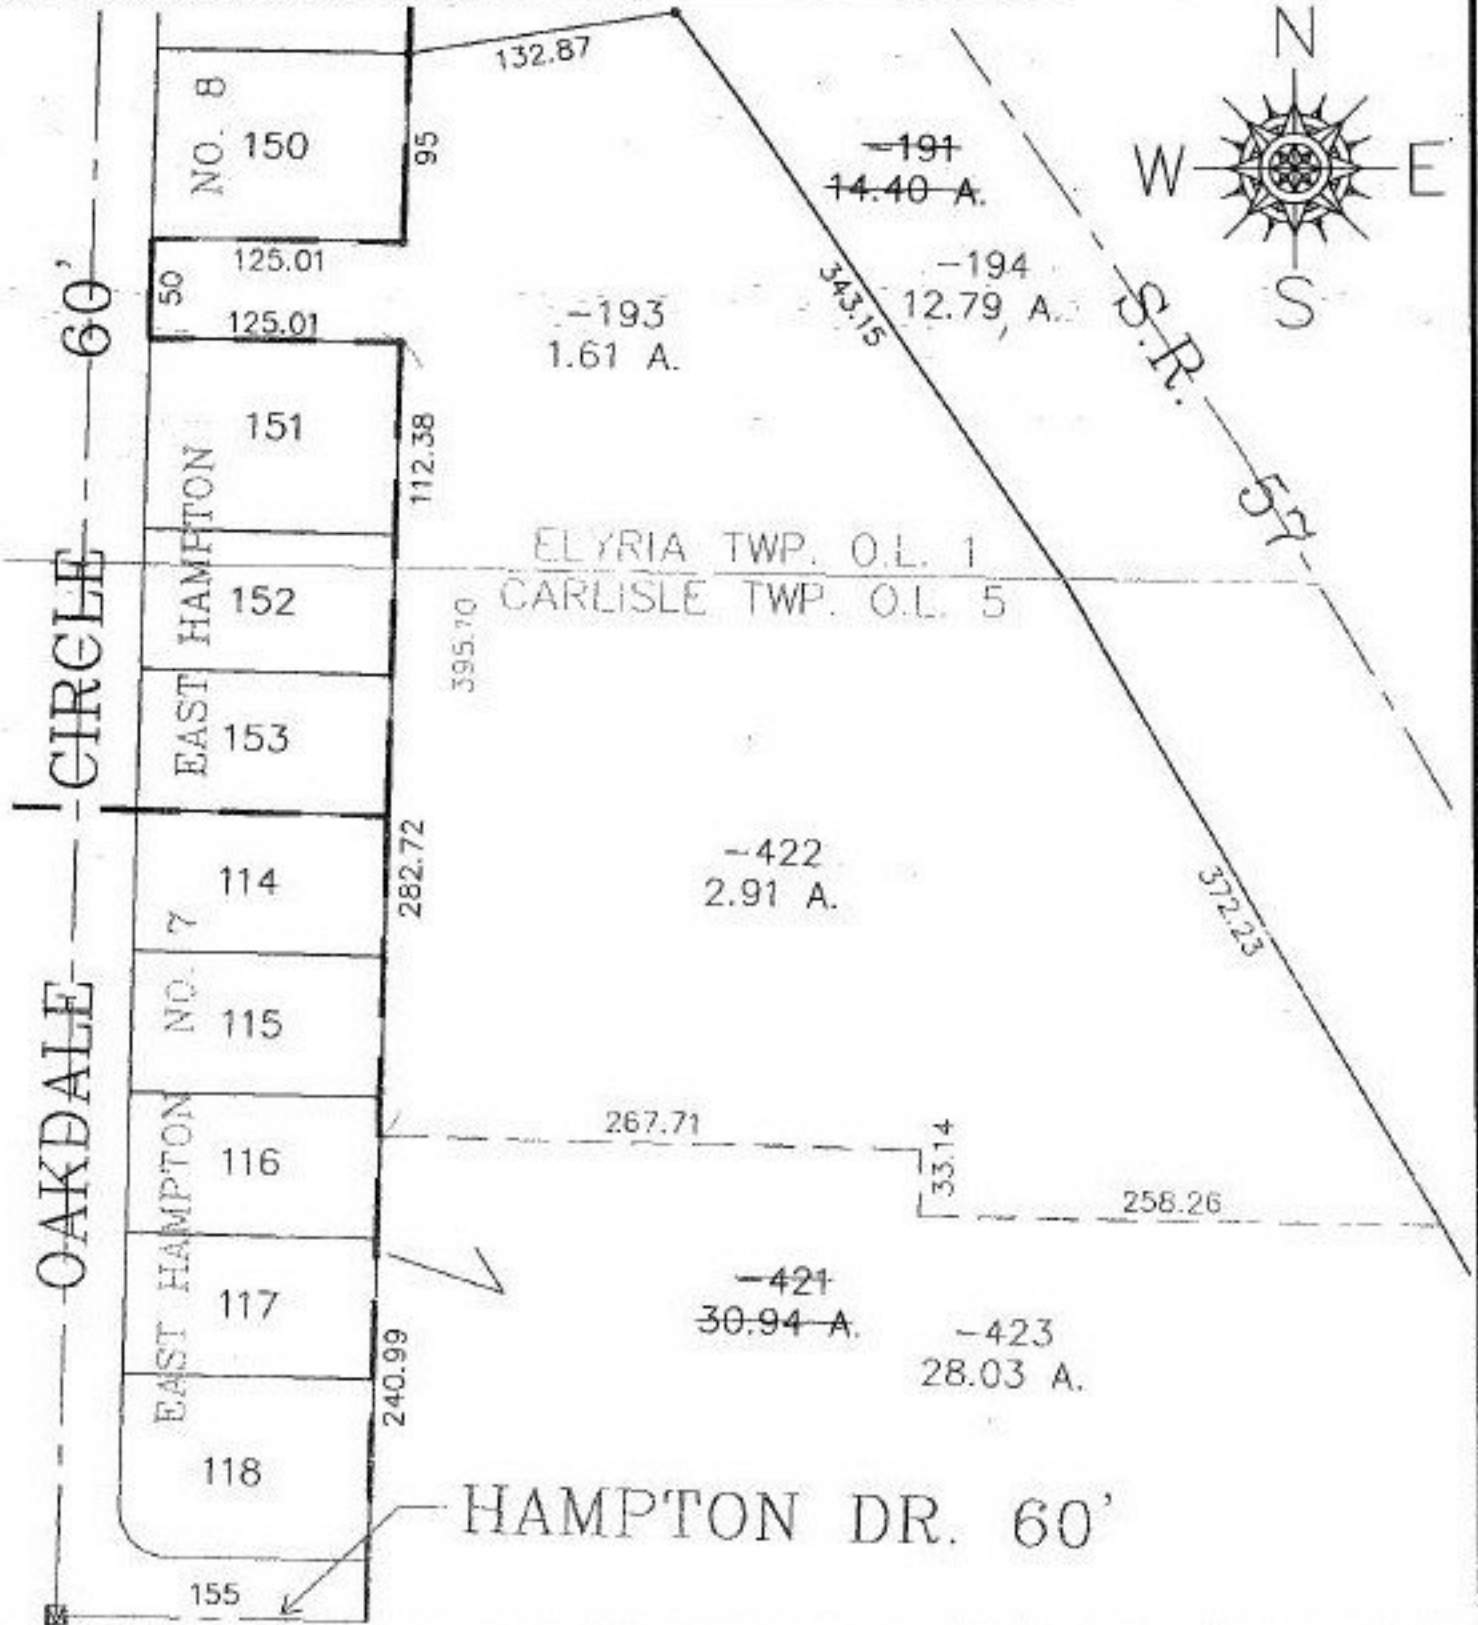 N
W E
S
132.87
NO. 8
150
95
-191
14.40 A.
-194
12.79 A.
125.01
50
125.01
60'
-193
1.61 A.
343.15
S.R. 57
151
112.38
EAST HAMPTON
ELYRIA TWP. O.L. 1
CARLISLE TWP. O.L. 5
152
395.70
CIRCLE
153
282.72
-422
2.91 A.
372.23
114
NO. 7
115
OAKDALE
267.71
33.14
258.26
116
EAST HAMPTON
117
-421
30.94 A.
-423
28.03 A.
240.99
118
HAMPTON DR. 60'
155